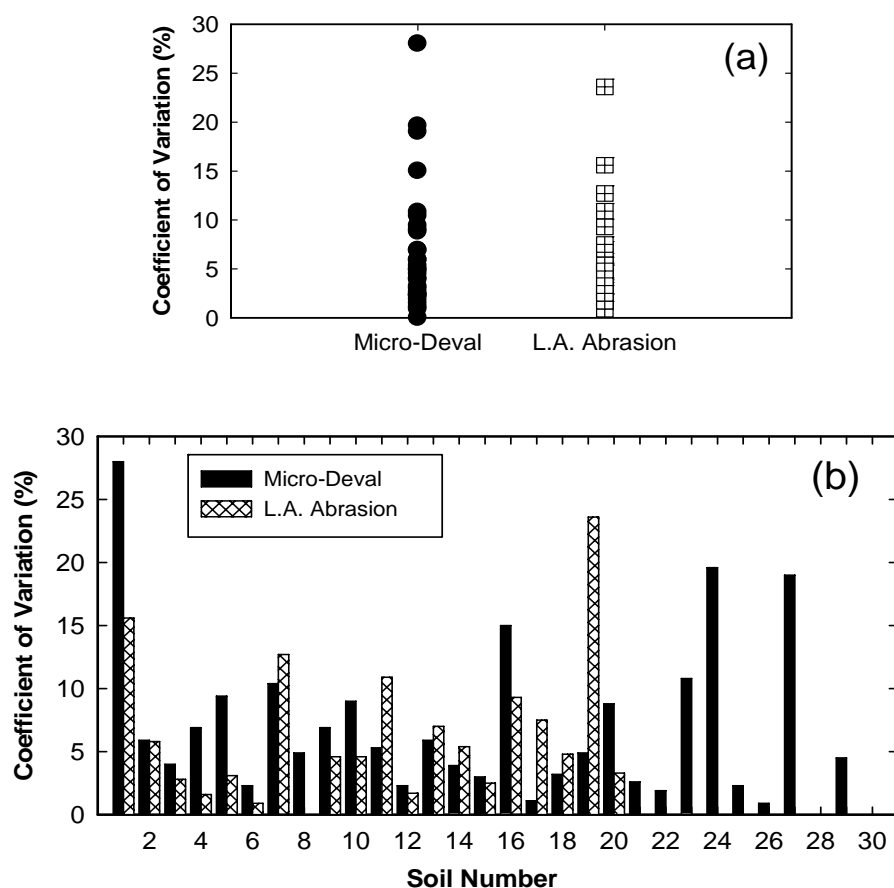 30
25
20
15
10
5
0
Coefficient of Variation (%)
(a)
Micro-Deval L.A. Abrasion
30
25
20
15
10
5
0
Coefficient of Variation (%)
(b)
Micro-Deval
L.A. Abrasion
2 4 6 8 10 12 14 16 18 20 22 24 26 28 30
Soil Number